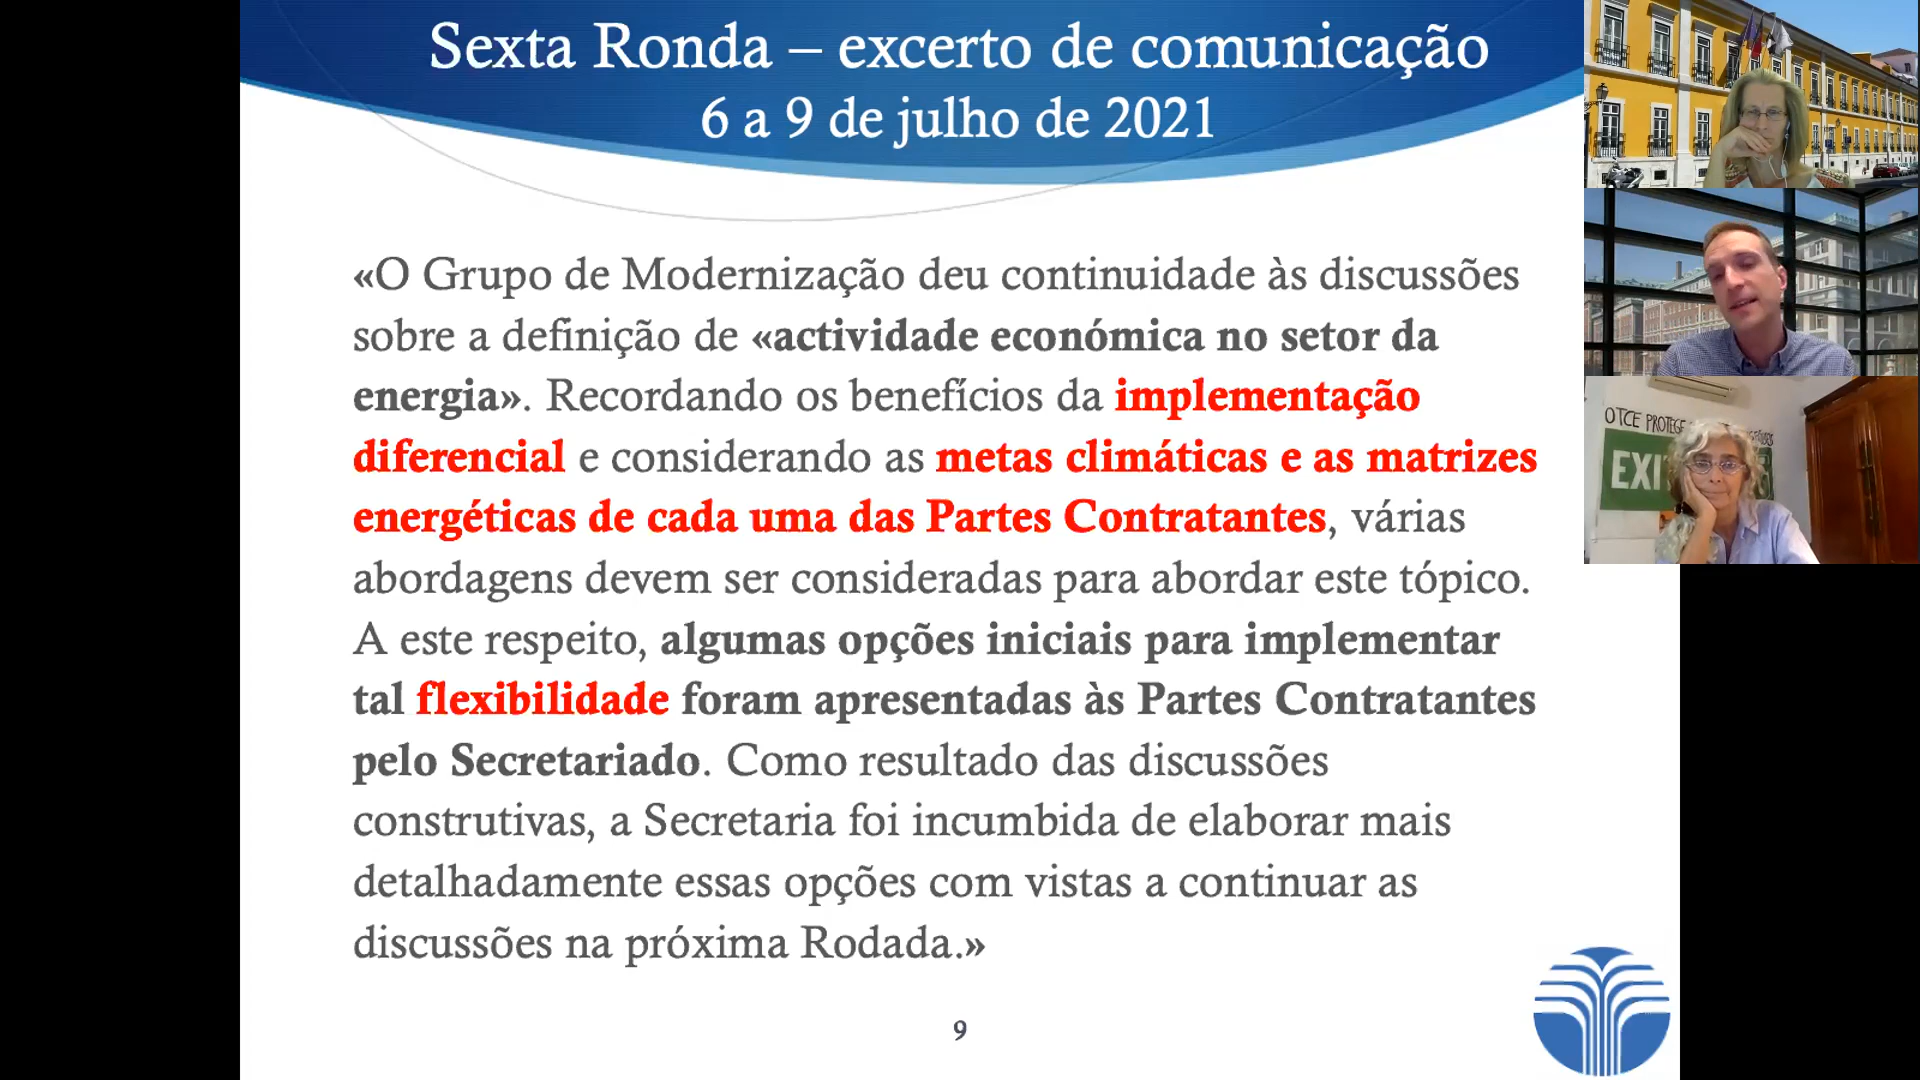 Sexta Ronda – excerto de comunicação
6 a 9 de julho de 2021
«O Grupo de Modernização deu continuidade às discussões
sobre a definição de «actividade económica no setor da
energia». Recordando os benefícios da implementação
diferencial e considerando as metas climáticas e as matrizes
energéticas de cada uma das Partes Contratantes, várias
abordagens devem ser consideradas para abordar este tópico.
A este respeito, algumas opções iniciais para implementar
tal flexibilidade foram apresentadas às Partes Contratantes
pelo Secretariado. Como resultado das discussões
construtivas, a Secretaria foi incumbida de elaborar mais
detalhadamente essas opções com vistas a continuar as
discussões na próxima Rodada.»
9
O TCE PROTEGE
EXI